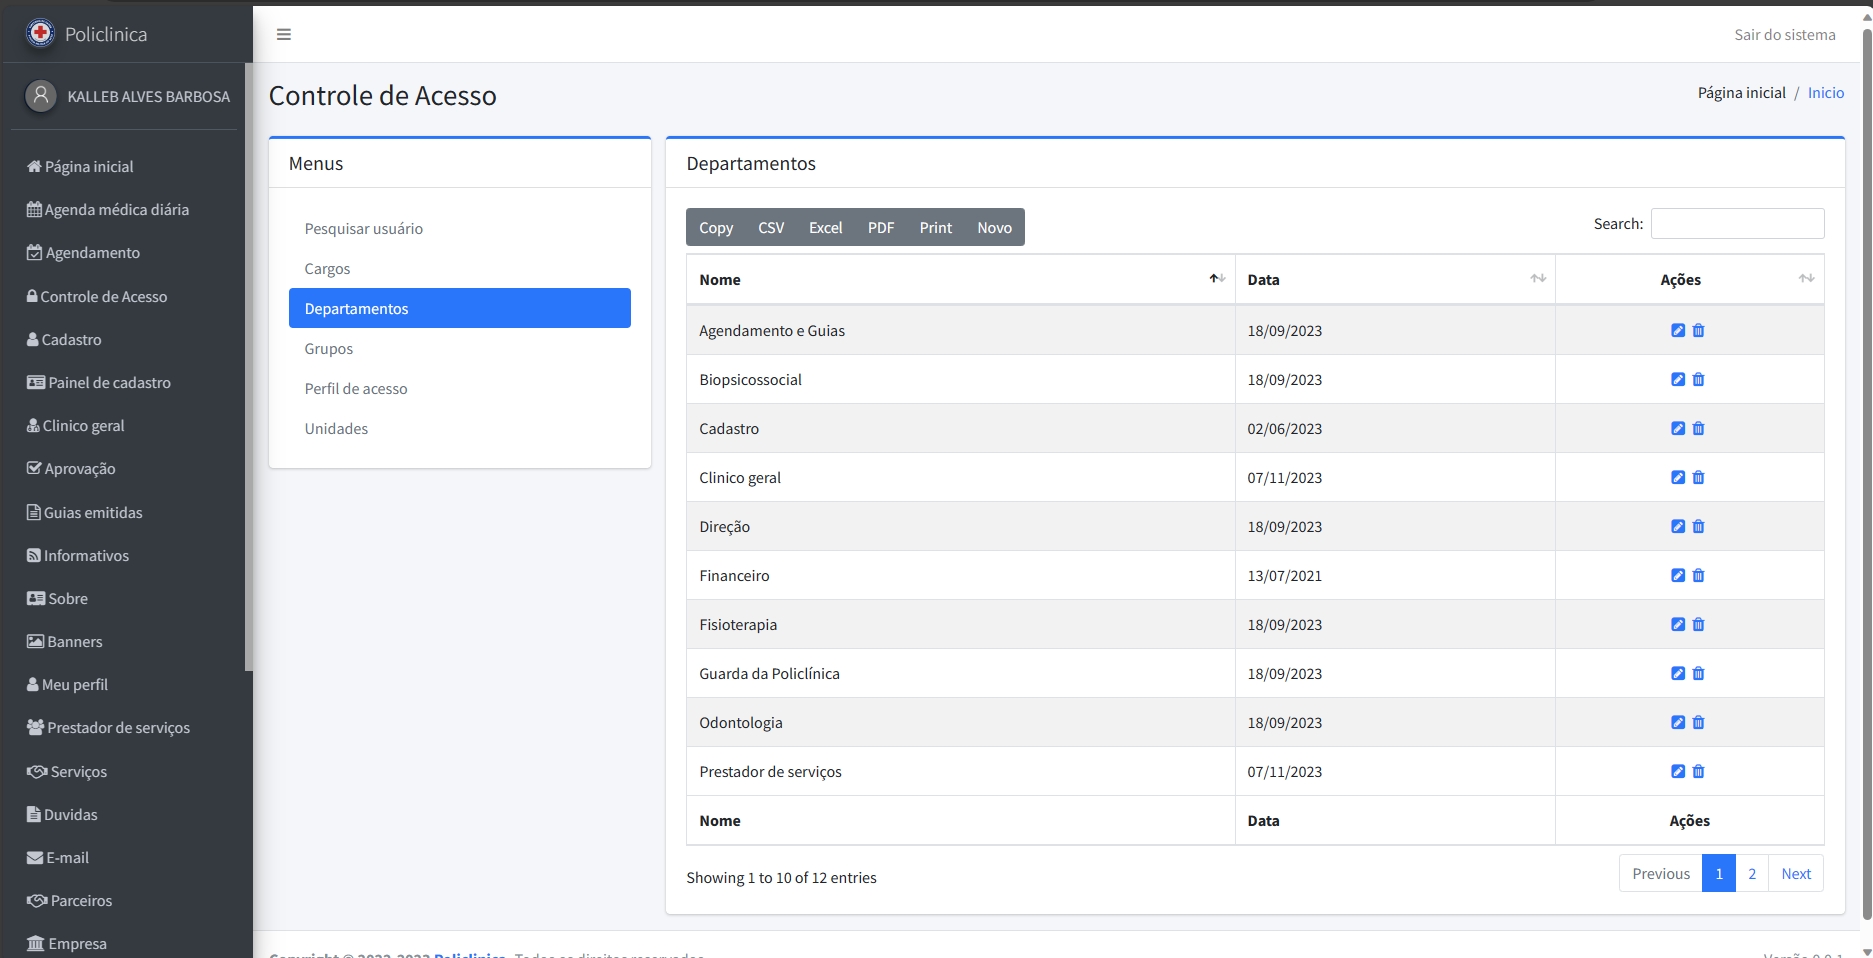 Policlinica
Sair do sistema
KALLEB ALVES BARBOSA
Página inicial
Agenda médica diária
Agendamento
Controle de Acesso
Cadastro
Painel de cadastro
Clinico geral
Aprovação
Guias emitidas
Informativos
Sobre
Banners
Meu perfil
Prestador de serviços
Serviços
Duvidas
E-mail
Parceiros
Empresa
Controle de Acesso
Página inicial / Inicio
Menus
Pesquisar usuário
Cargos
Departamentos
Grupos
Perfil de acesso
Unidades
Departamentos
Copy CSV Excel PDF Print Novo
Search:
Nome Data Ações
Agendamento e Guias 18/09/2023
Biopsicossocial 18/09/2023
Cadastro 02/06/2023
Clinico geral 07/11/2023
Direção 18/09/2023
Financeiro 13/07/2021
Fisioterapia 18/09/2023
Guarda da Policlínica 18/09/2023
Odontologia 18/09/2023
Prestador de serviços 07/11/2023
Nome Data Ações
Showing 1 to 10 of 12 entries
Previous 1 2 Next